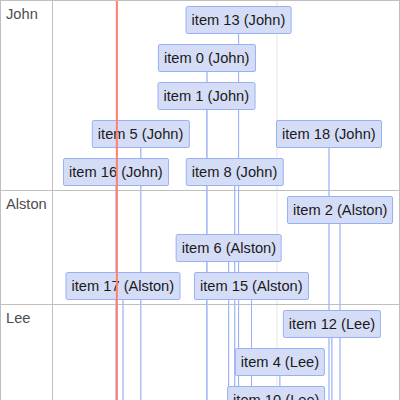 John
item 13 (John)
item 0 (John)
item 1 (John)
item 5 (John)
item 18 (John)
item 16 (John)
item 8 (John)
Alston
item 2 (Alston)
item 6 (Alston)
item 17 (Alston)
item 15 (Alston)
Lee
item 12 (Lee)
item 4 (Lee)
item 10 (Lee)